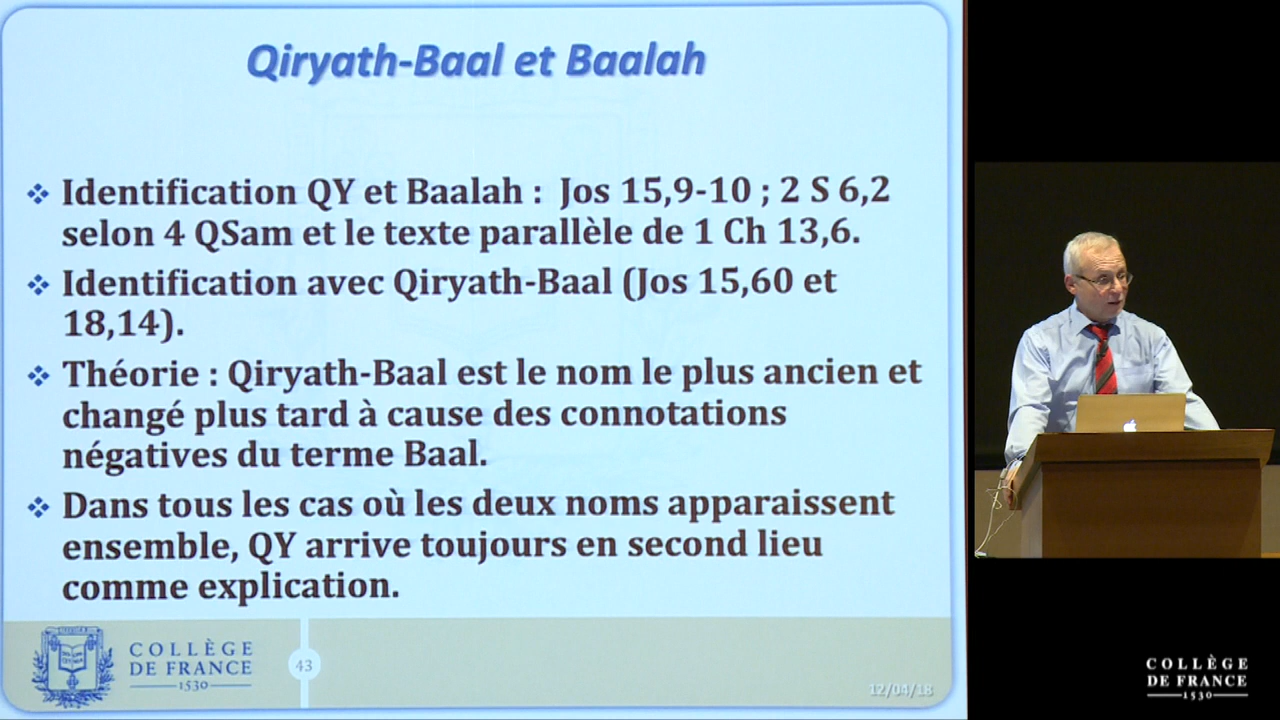 Qiryath-Baal et Baalah
❖ Identification QY et Baalah : Jos 15,9-10 ; 2 S 6,2
selon 4 QSam et le texte parallèle de 1 Ch 13,6.
❖ Identification avec Qiryath-Baal (Jos 15,60 et
18,14).
❖ Théorie : Qiryath-Baal est le nom le plus ancien et
changé plus tard à cause des connotations
négatives du terme Baal.
❖ Dans tous les cas où les deux noms apparaissent
ensemble, QY arrive toujours en second lieu
comme explication.
COLLÈGE
DE FRANCE
1530
43
12/04/18
COLLÈGE
DE FRANCE
1530